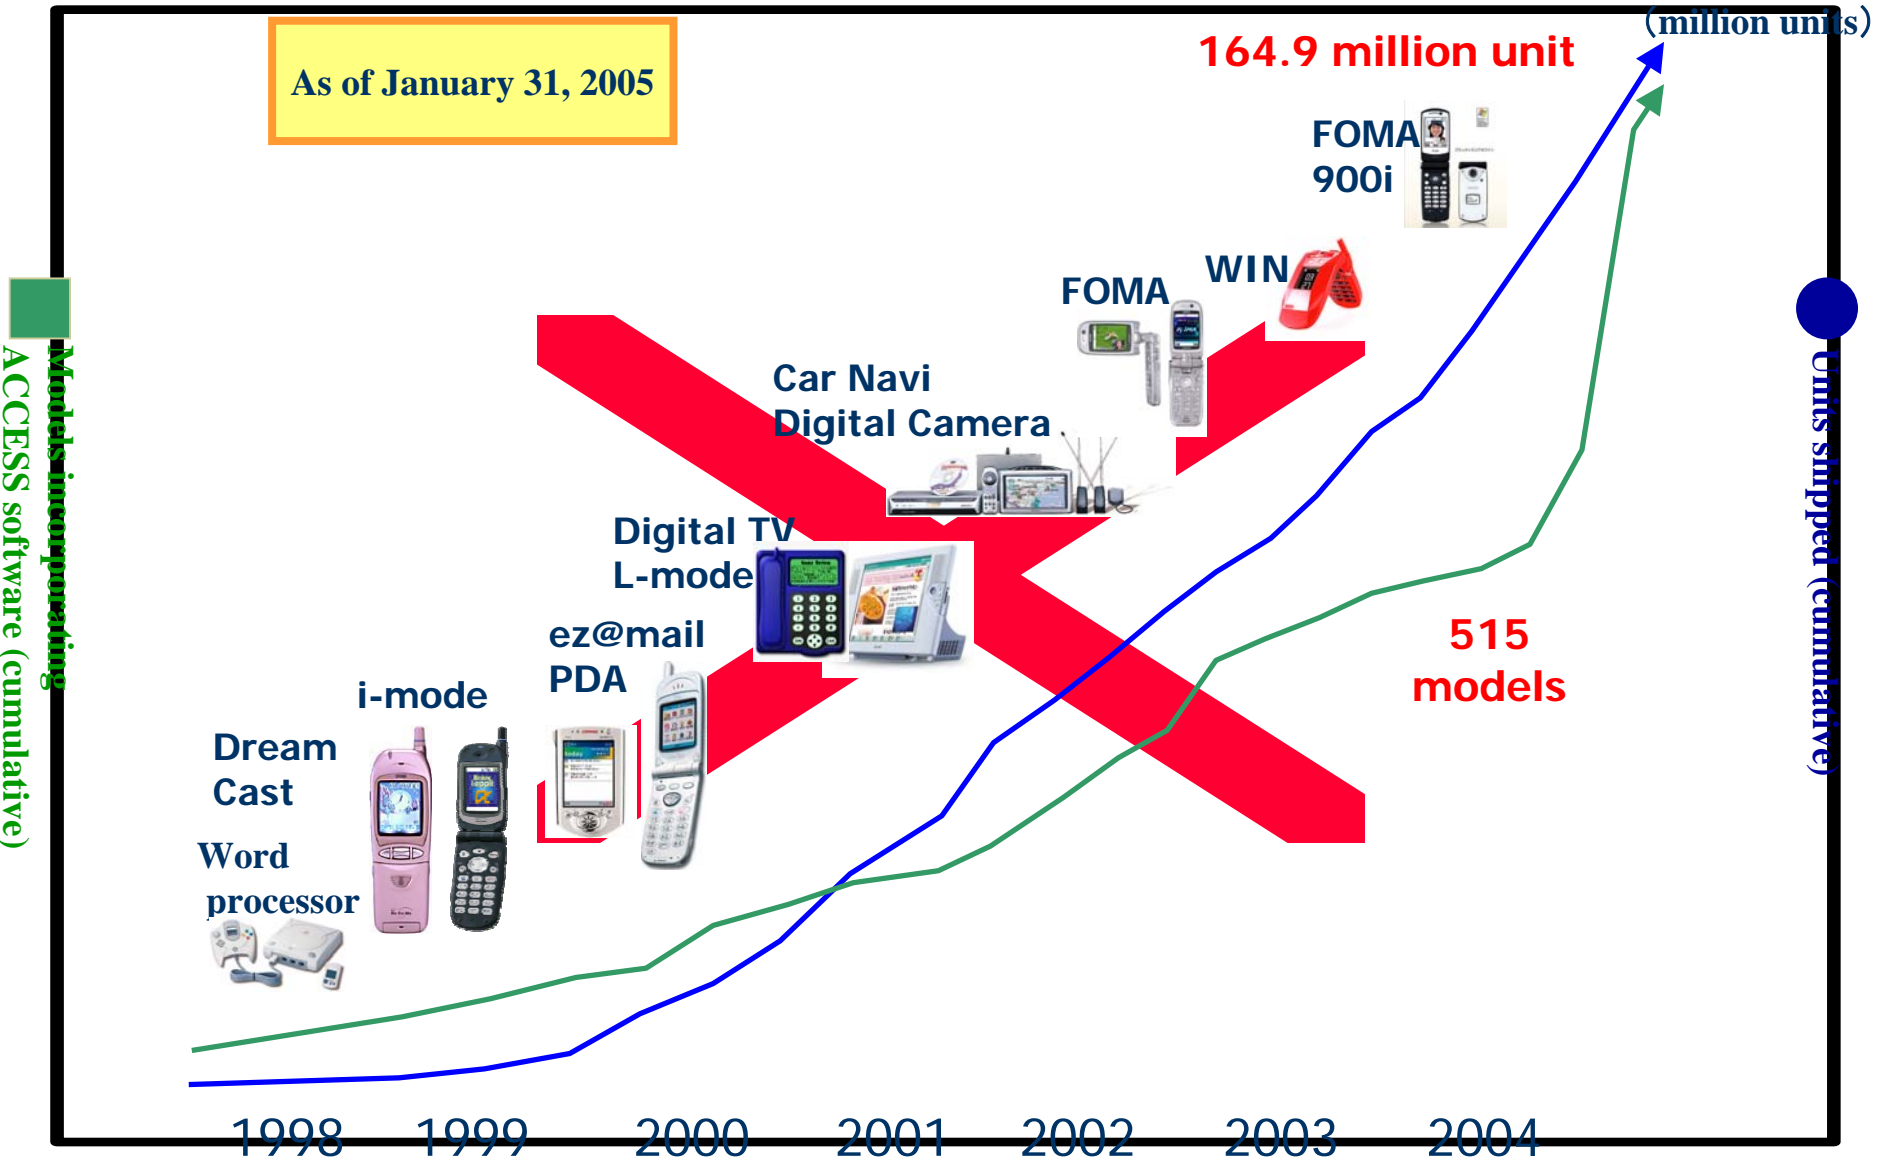 (million units)
As of January 31, 2005
164.9 million unit
FOMA
900i
WIN
FOMA
Car Navi
Digital Camera
Digital TV
L-mode
ez@mail
PDA
i-mode
Dream
Cast
Word
processor
515
models
Models incorporating
ACCESS software (cumulative)
Units shipped (cumulative)
1998 1999 2000 2001 2002 2003 2004